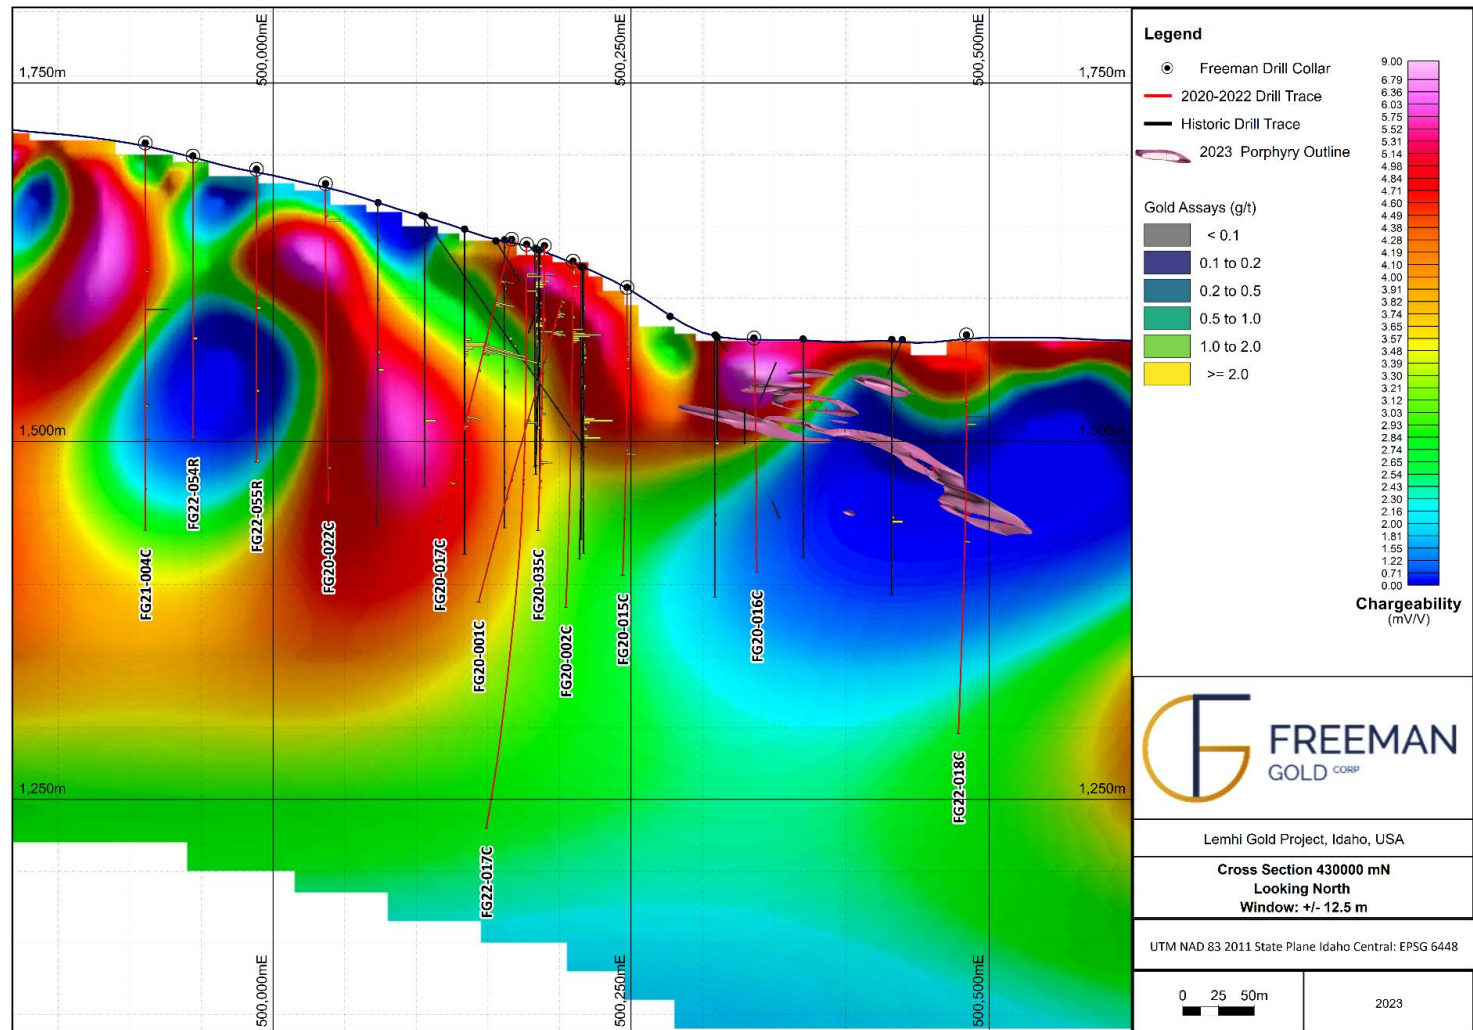 500,000mE
500,250mE
500,500mE
1,750m
1,750m
1,500m
1,500m
1,250m
1,250m
FG21-004C
FG22-054R
FG22-055R
FG20-022C
FG20-017C
FG20-001C
FG22-017C
FG20-035C
FG20-002C
FG20-015C
FG20-016C
FG22-018C
500,000mE
500,250mE
500,500mE
Legend
Freeman Drill Collar
2020-2022 Drill Trace
Historic Drill Trace
2023 Porphyry Outline
Gold Assays (g/t)
< 0.1
0.1 to 0.2
0.2 to 0.5
0.5 to 1.0
1.0 to 2.0
>= 2.0
9.00
6.79
6.36
6.03
5.75
5.52
5.31
5.14
4.98
4.84
4.71
4.60
4.49
4.38
4.28
4.19
4.10
4.00
3.91
3.82
3.74
3.65
3.57
3.48
3.39
3.30
3.21
3.12
3.03
2.93
2.84
2.74
2.65
2.54
2.43
2.30
2.16
2.00
1.81
1.55
1.22
0.71
0.00
Chargeability
(mV/V)
FREEMAN
GOLD CORP
Lemhi Gold Project, Idaho, USA
Cross Section 430000 mN
Looking North
Window: +/- 12.5 m
UTM NAD 83 2011 State Plane Idaho Central: EPSG 6448
0 25 50m
2023